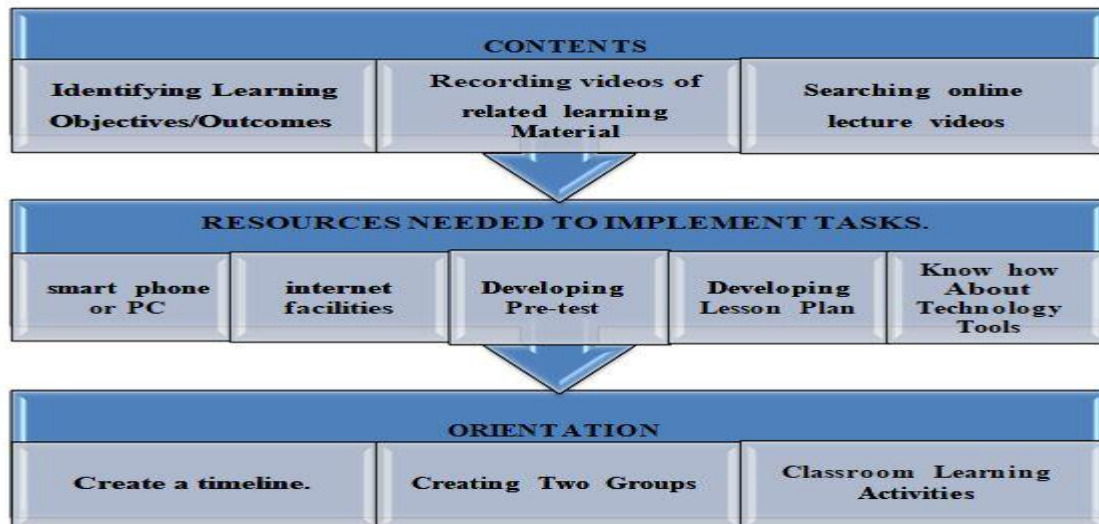 CONTENTS
Identifying Learning
Objectives/Outcomes
Recording videos of
related learning
Material
Searching online
lecture videos
RESOURCES NEEDED TO IMPLEMENT TASKS.
smart phone
or PC
internet
facilities
Developing
Pre-test
Developing
Lesson Plan
Know how
About
Technology
Tools
ORIENTATION
Create a timeline.
Creating Two Groups
Classroom Learning
Activities